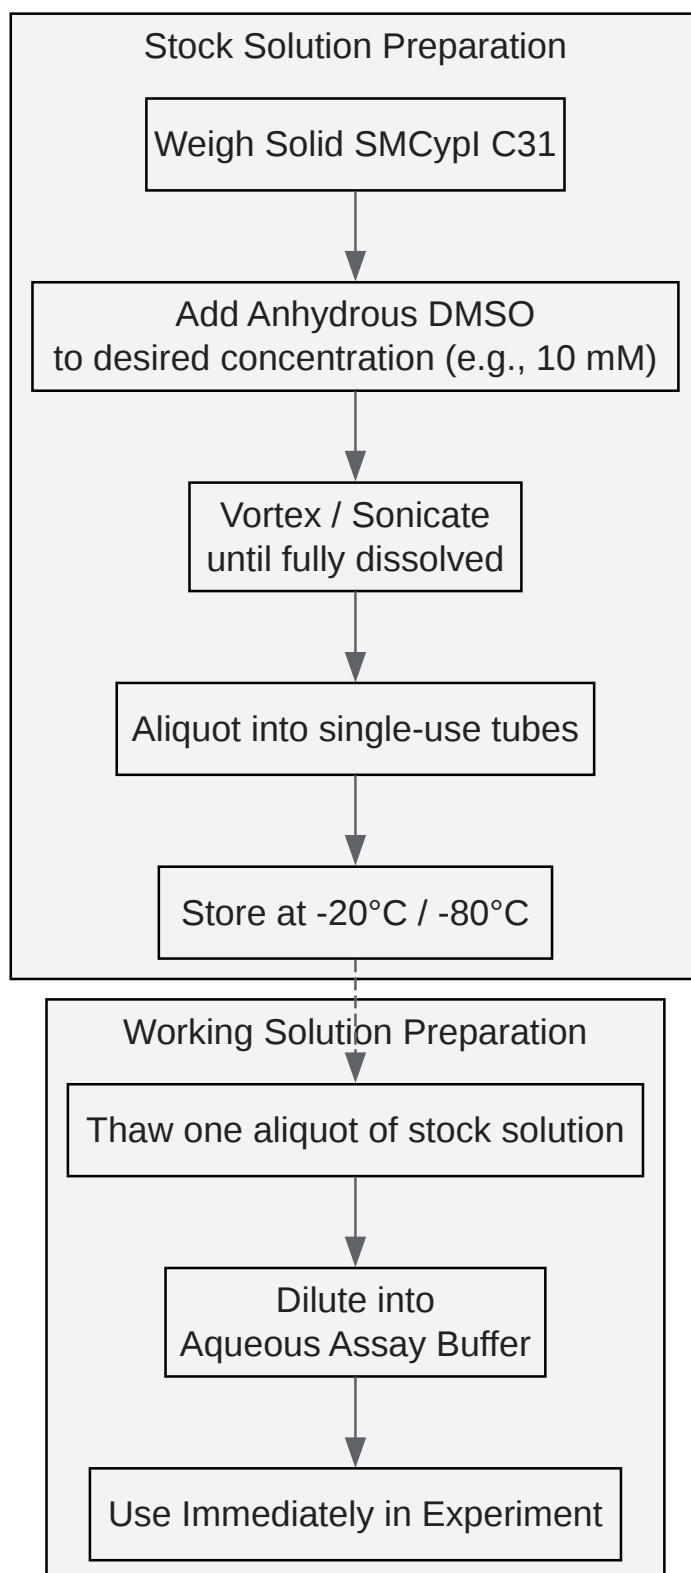 Stock Solution Preparation
Weigh Solid SMCypI C31
Add Anhydrous DMSO
to desired concentration (e.g., 10 mM)
Vortex / Sonicate
until fully dissolved
Aliquot into single-use tubes
Store at -20°C / -80°C
Working Solution Preparation
Thaw one aliquot of stock solution
Dilute into
Aqueous Assay Buffer
Use Immediately in Experiment